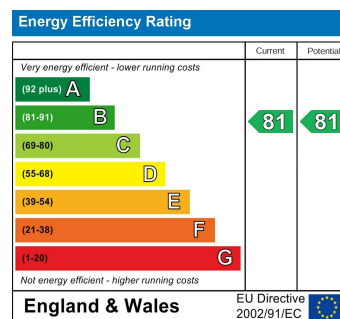 Energy Efficiency Rating
Current Potential
Very energy efficient - lower running costs
(92 plus) A
(81-91) B 81 81
(69-80) C
(55-68) D
(39-54) E
(21-38) F
(1-20) G
Not energy efficient - higher running costs
England & Wales
EU Directive
2002/91/EC